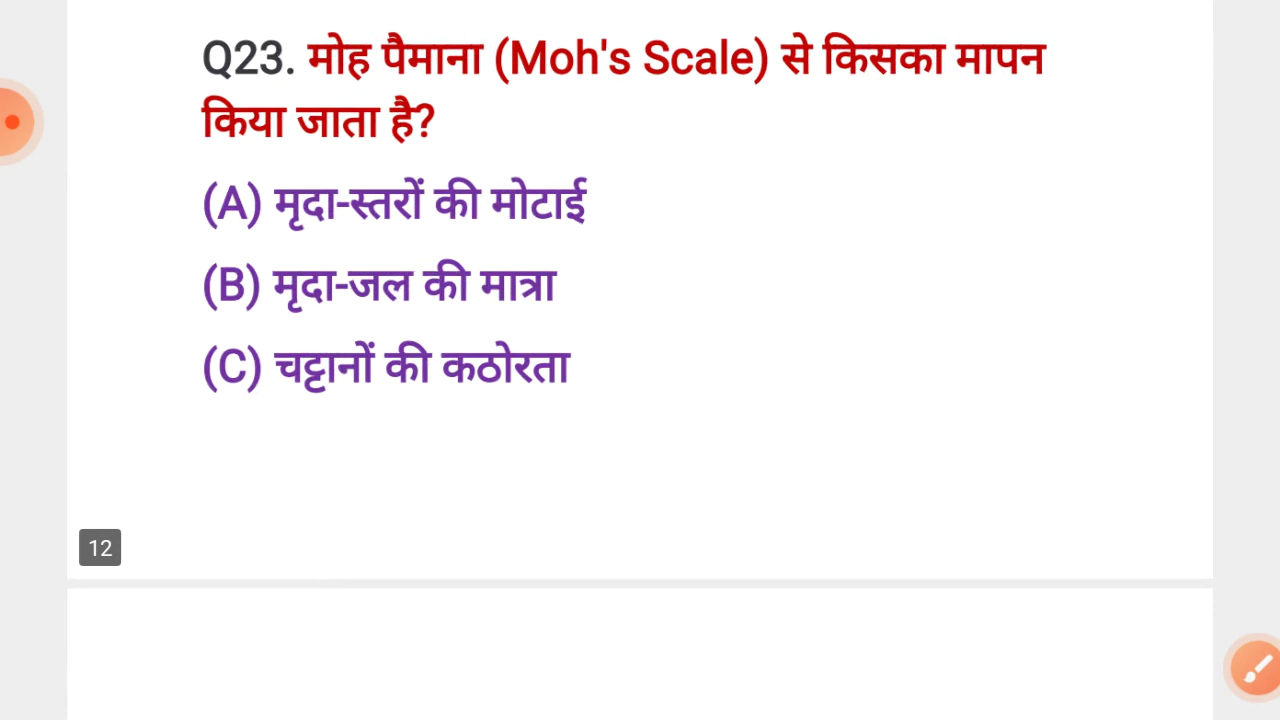 Q23. मोह पैमाना (Moh's Scale) से किसका मापन
किया जाता है?
(A) मृदा-स्तरों की मोटाई
(B) मृदा-जल की मात्रा
(C) चट्टानों की कठोरता
12